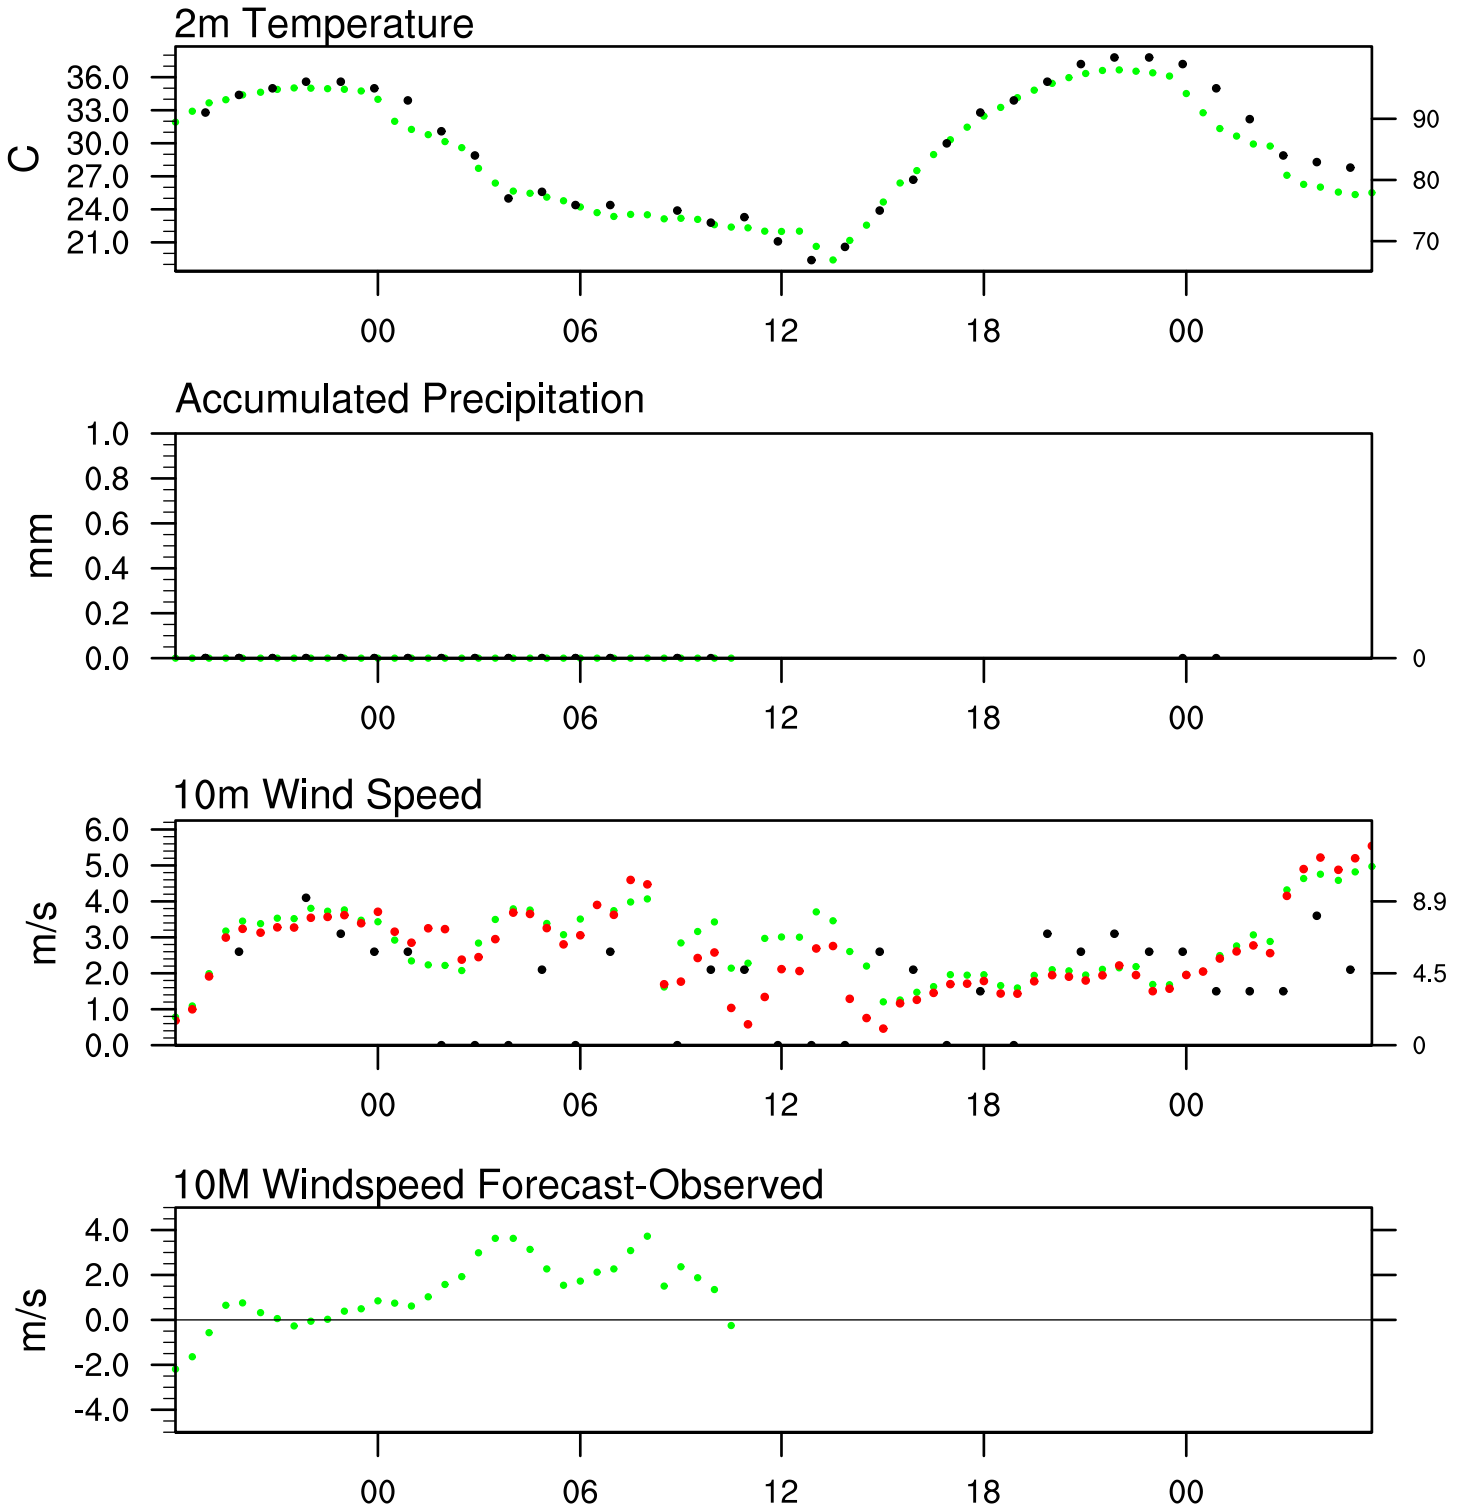 2m Temperature
C
36.0
33.0
30.0
27.0
24.0
21.0
90
80
70
00 06 12 18 00
Accumulated Precipitation
mm
1.0
0.8
0.6
0.4
0.2
0.0
0
00 06 12 18 00
10m Wind Speed
m/s
6.0
5.0
4.0
3.0
2.0
1.0
0.0
8.9
4.5
0
00 06 12 18 00
10M Windspeed Forecast-Observed
m/s
4.0
2.0
0.0
-2.0
-4.0
00 06 12 18 00